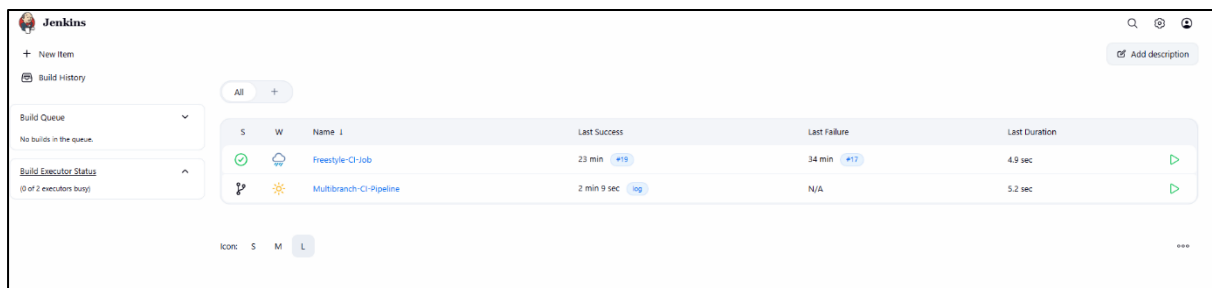 Jenkins
+ New Item
Build History
Add description
All +
Build Queue
No builds in the queue.
Build Executor Status
(0 of 2 executors busy)
S W Name ↓ Last Success Last Failure Last Duration
Freestyle-CI-Job 23 min #19 34 min #17 4.9 sec
Multibranch-CI-Pipeline 2 min 9 sec log N/A 5.2 sec
Icon: S M L